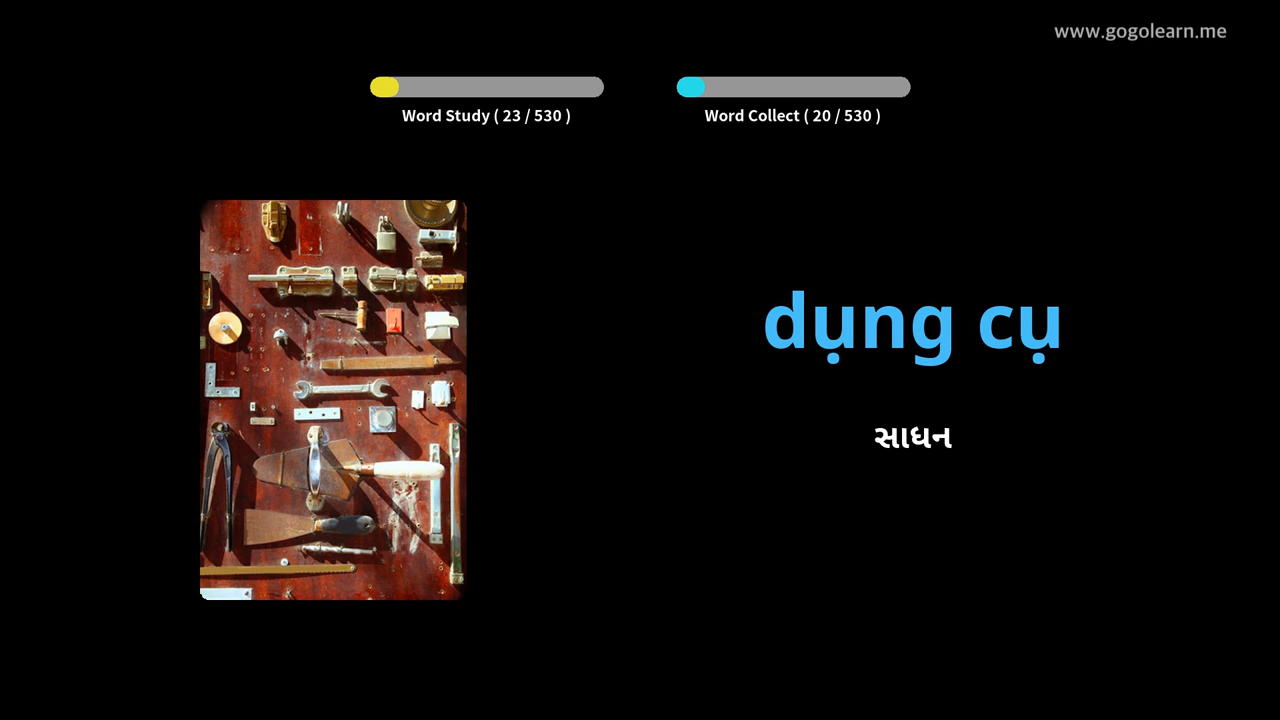 www.gogolearn.me
Word Study ( 23 / 530 )
Word Collect ( 20 / 530 )
dụng cụ
સાધન